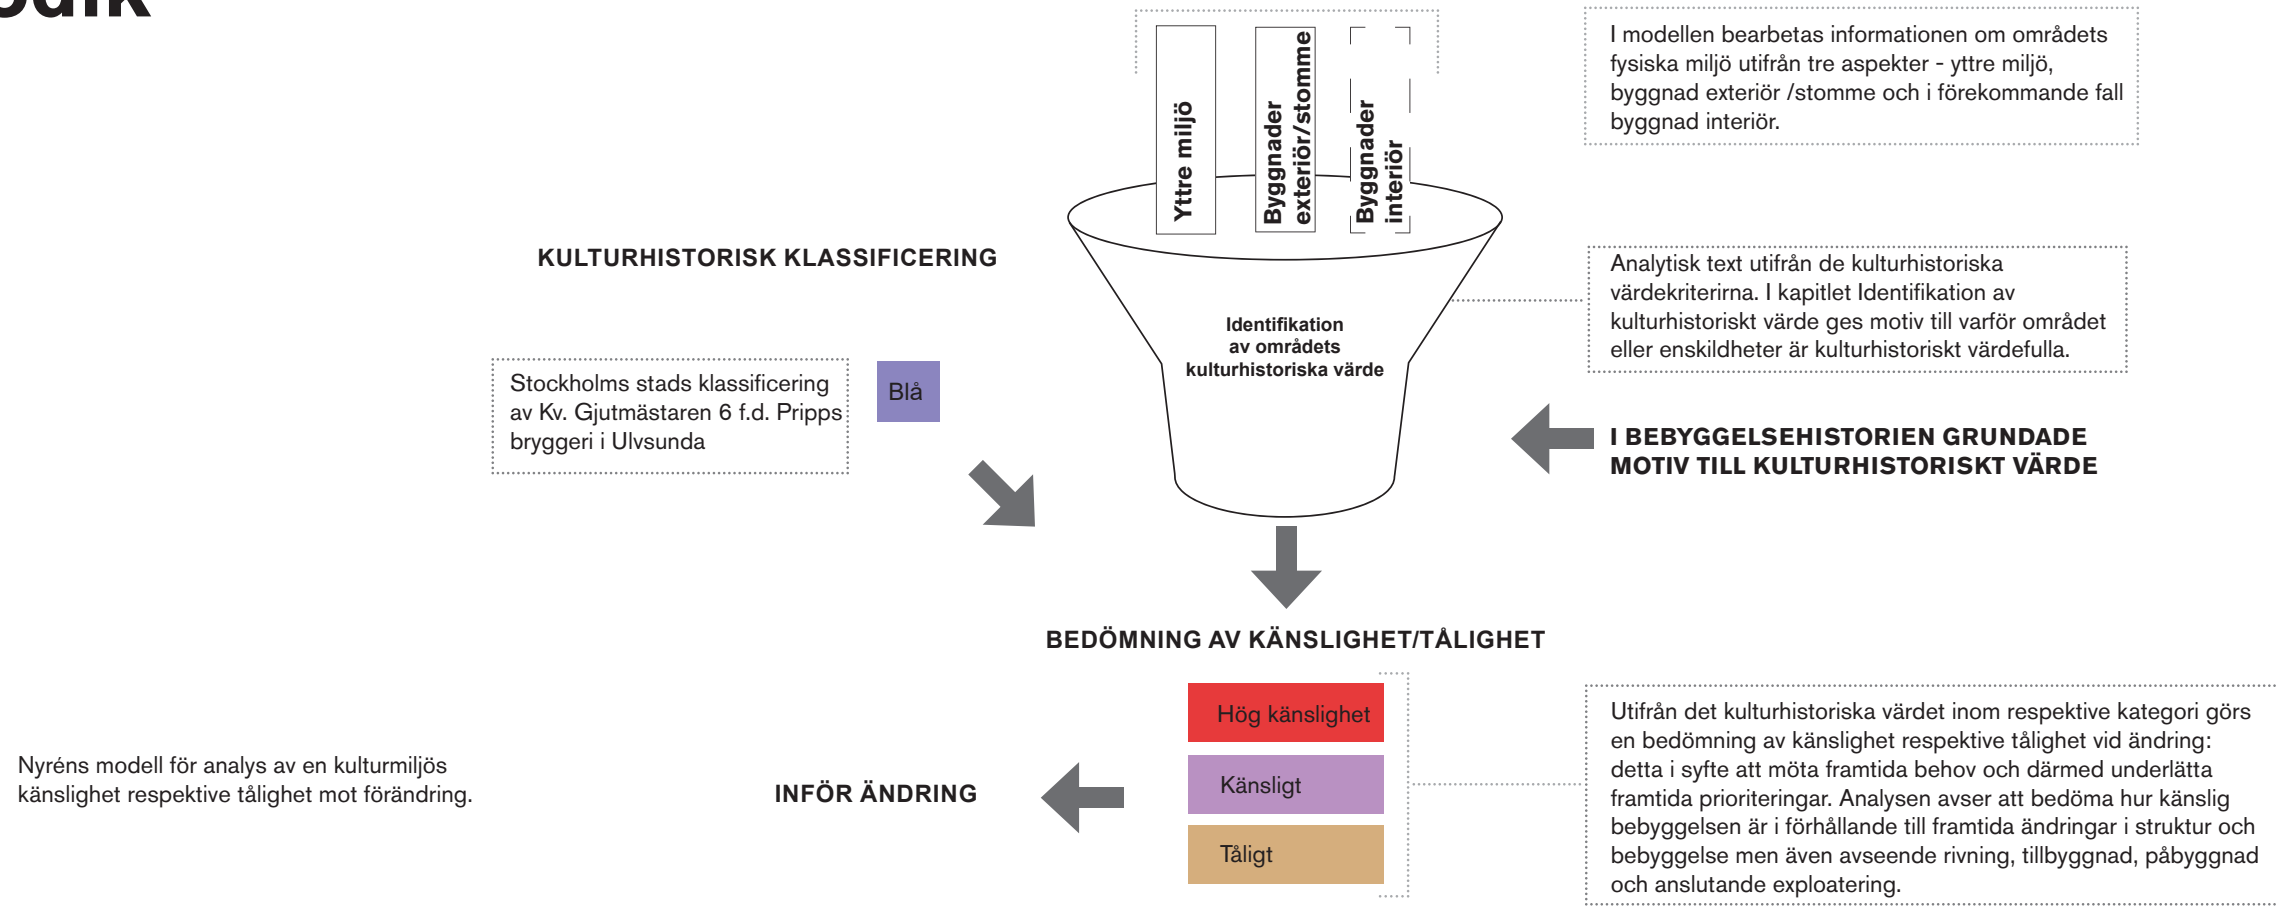 I modellen bearbetas informationen om områdets
fysiska miljö utifrån tre aspekter - yttre miljö,
byggnad exteriör /stomme och i förekommande fall
byggnad interiör.
Yttre miljö
Byggnader
exteriör/stomme
Byggnader
interiör
KULTURHISTORISK KLASSIFICERING
Analytisk text utifrån de kulturhistoriska
värdekriterirna. I kapitlet Identifikation av
kulturhistoriskt värde ges motiv till varför området
eller enskildheter är kulturhistoriskt värdefulla.
Identifikation
av områdets
kulturhistoriska värde
Stockholms stads klassificering
av Kv. Gjutmästaren 6 f.d. Pripps
bryggeri i Ulvsunda
Blå
I BEBYGGELSEHISTORIEN GRUNDADE
MOTIV TILL KULTURHISTORISKT VÄRDE
BEDÖMNING AV KÄNSLIGHET/TÅLIGHET
Hög känslighet
Känsligt
Tåligt
INFÖR ÄNDRING
Nyréns modell för analys av en kulturmiljös
känslighet respektive tålighet mot förändring.
Utifrån det kulturhistoriska värdet inom respektive kategori görs
en bedömning av känslighet respektive tålighet vid ändring:
detta i syfte att möta framtida behov och därmed underlätta
framtida prioriteringar. Analysen avser att bedöma hur känslig
bebyggelsen är i förhållande till framtida ändringar i struktur och
bebyggelse men även avseende rivning, tillbyggnad, påbyggnad
och anslutande exploatering.